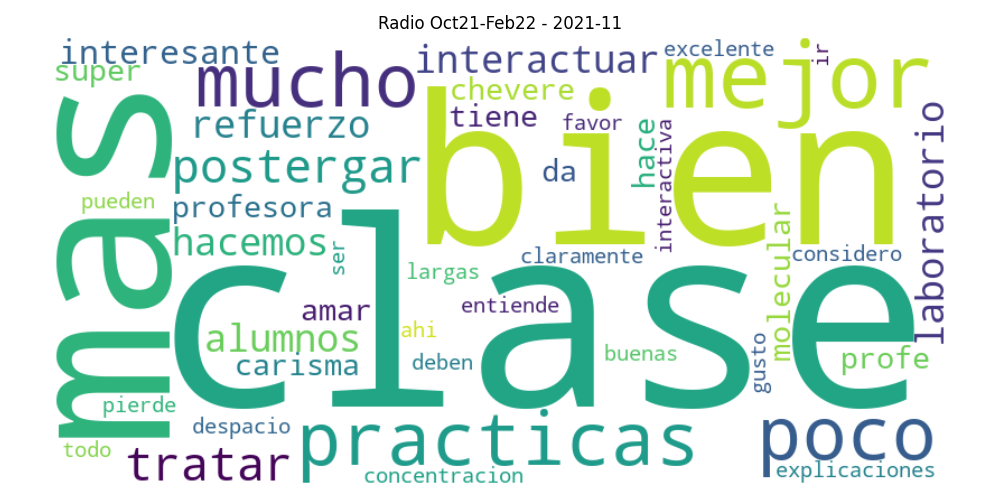 Radio Oct21-Feb22 - 2021-11
interesante
super
mucho
interactuar
excelente
ir
mejor
chevere
tiene
favor
refuerzo
mas
bien
postergar
da
hace
interactiva
laboratorio
pueden
profesora
hacemos
ser
clase
largas
claramente
molecular
considero
amar
entiende
alumnos
ahi
carisma
deben
buenas
gusto
profe
pierde
despacio
practicas
poco
todo
tratar
concentracion
explicaciones